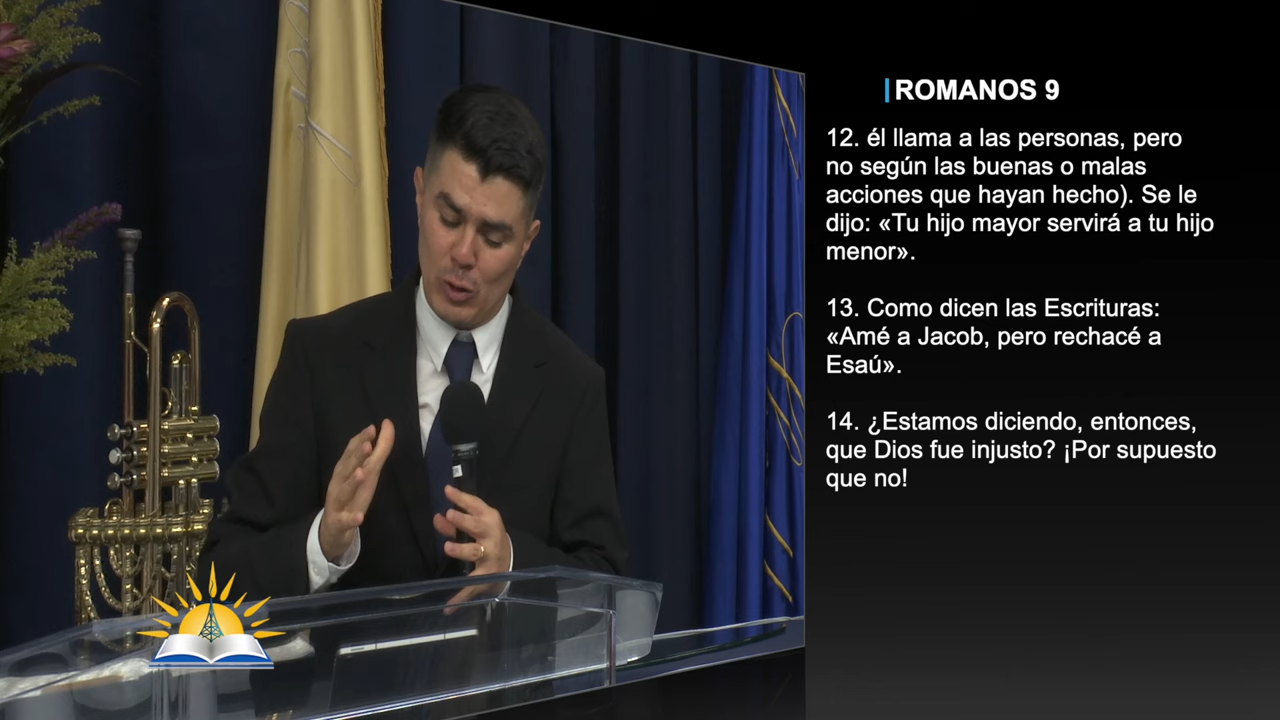 ROMANOS 9
12. él llama a las personas, pero
no según las buenas o malas
acciones que hayan hecho). Se le
dijo: «Tu hijo mayor servirá a tu hijo
menor».
13. Como dicen las Escrituras:
«Amé a Jacob, pero rechacé a
Esaú».
14. ¿Estamos diciendo, entonces,
que Dios fue injusto? ¡Por supuesto
que no!